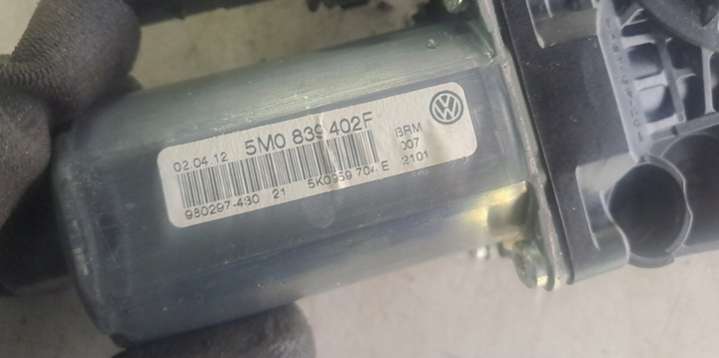 02.04.12 5M0 839 402F BRM
007
980297-430 21 5K0959 704 E 2101